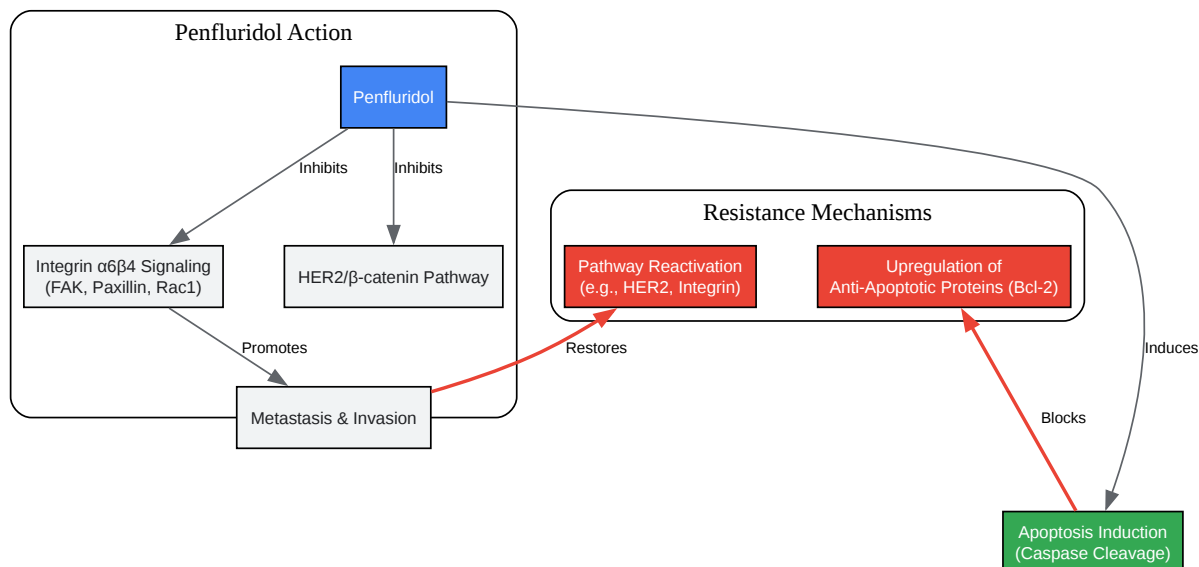 Penfluridol Action
Penfluridol
Inhibits
Inhibits
Resistance Mechanisms
Integrin α6β4 Signaling
(FAK, Paxillin, Rac1)
HER2/β-catenin Pathway
Pathway Reactivation
(e.g., HER2, Integrin)
Upregulation of
Anti-Apoptotic Proteins (Bcl-2)
Promotes
Restores
Induces
Metastasis & Invasion
Blocks
Apoptosis Induction
(Caspase Cleavage)